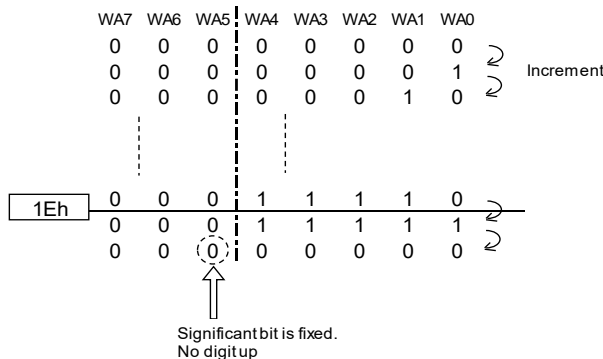 WA7 WA6 WA5 WA4 WA3 WA2 WA1 WA0
0 0 0 0 0 0 0 0
0 0 0 0 0 0 0 1 Increment
0 0 0 0 0 0 1 0
1Eh 0 0 0 1 1 1 1 0
0 0 0 1 1 1 1 1
0 0 0 0 0 0 0 0
Significant bit is fixed.
No digit up